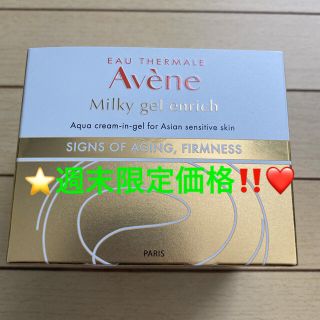 EAU THERMALE
Avène
Milky gel enrich
Aqua cream-in-gel for Asian sensitive skin
SIGNS OF AGING, FIRMNESS
⭐週末限定価格‼️❤️
PARIS